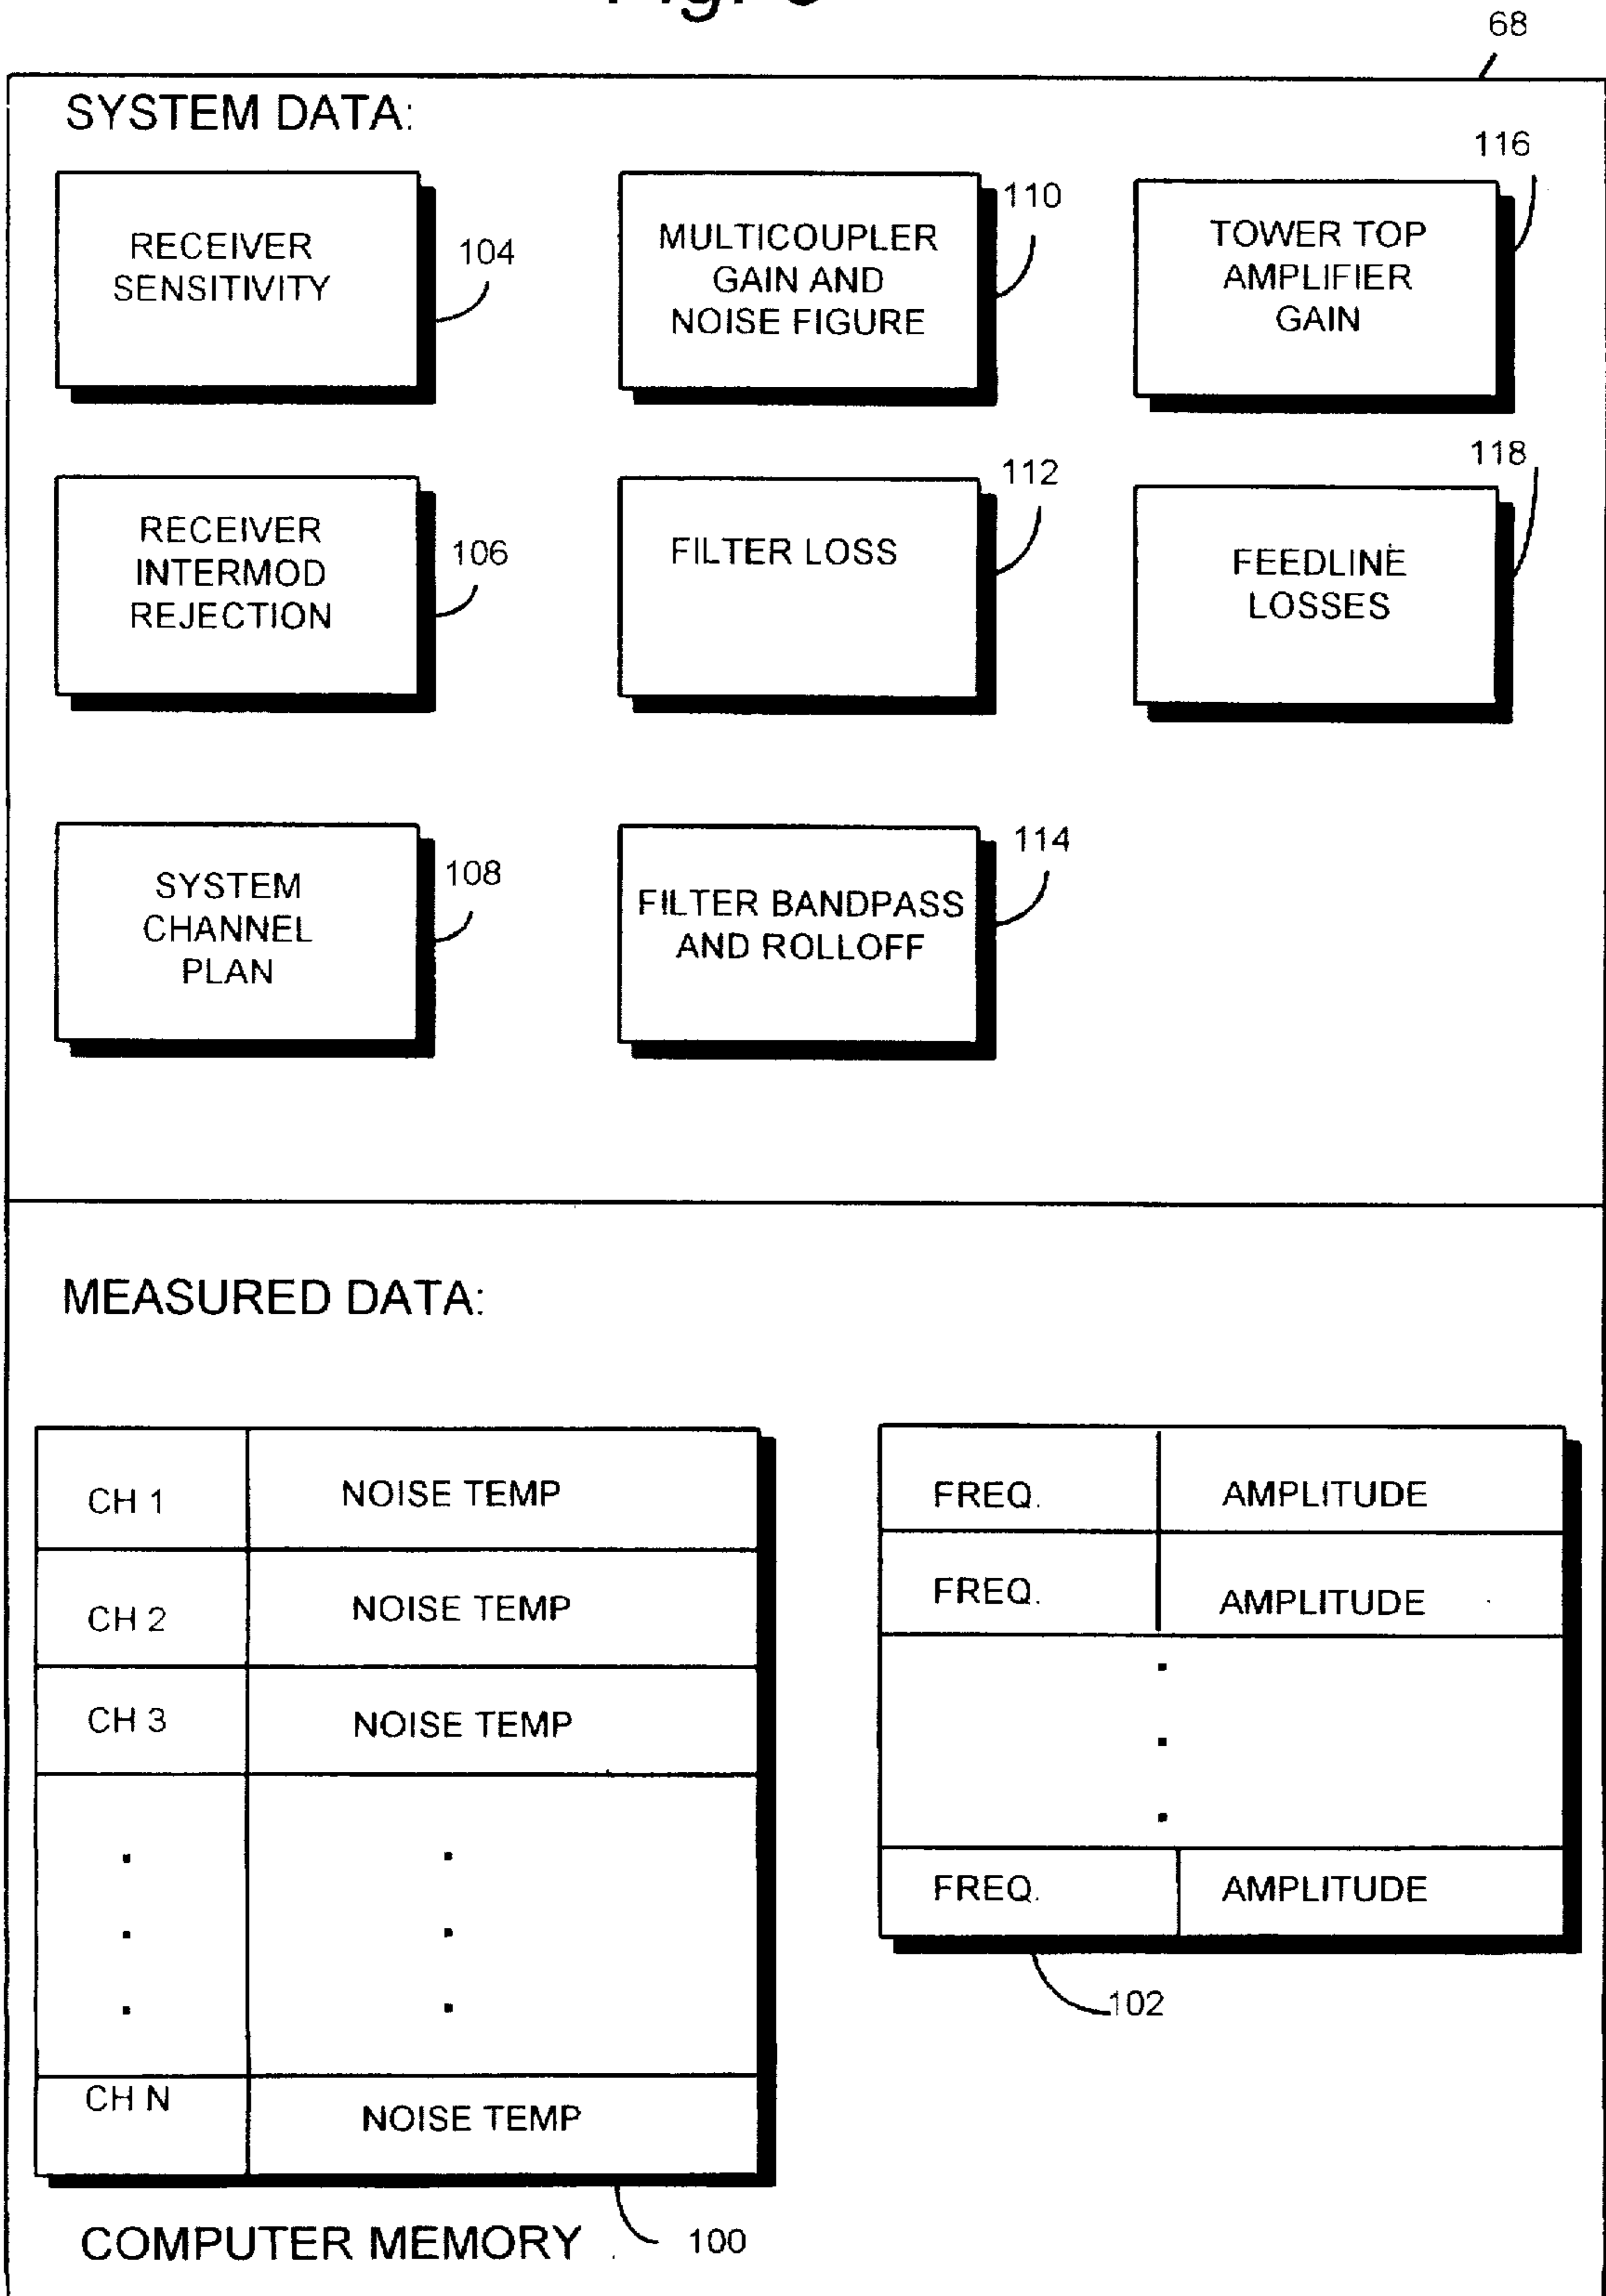 68
SYSTEM DATA:
RECEIVER
SENSITIVITY
104
MULTICOUPLER
GAIN AND
NOISE FIGURE
110
TOWER TOP
AMPLIFIER
GAIN
116
RECEIVER
INTERMOD
REJECTION
106
FILTER LOSS
112
FEEDLINE
LOSSES
118
SYSTEM
CHANNEL
PLAN
108
FILTER BANDPASS
AND ROLLOFF
114
MEASURED DATA:
CH 1 NOISE TEMP
CH 2 NOISE TEMP
CH 3 NOISE TEMP
CH N NOISE TEMP
100
FREQ. AMPLITUDE
FREQ. AMPLITUDE
FREQ. AMPLITUDE
102
COMPUTER MEMORY